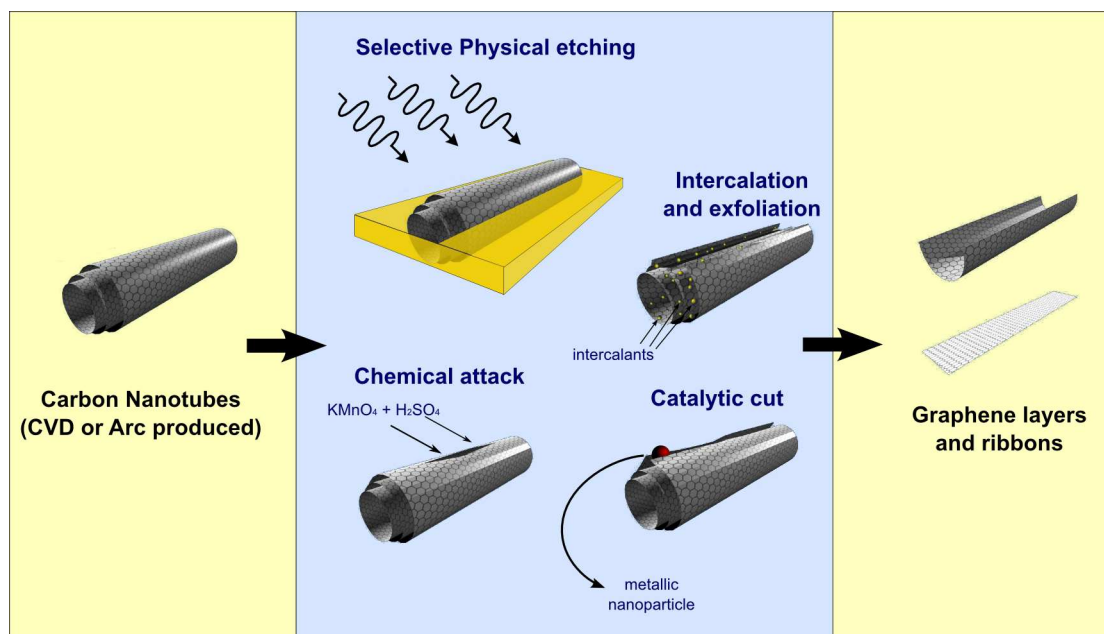 Carbon Nanotubes
(CVD or Arc produced)
Selective Physical etching
Intercalation
and exfoliation
intercalants
Chemical attack
KMnO₄ + H₂SO₄
Catalytic cut
metallic
nanoparticle
Graphene layers
and ribbons